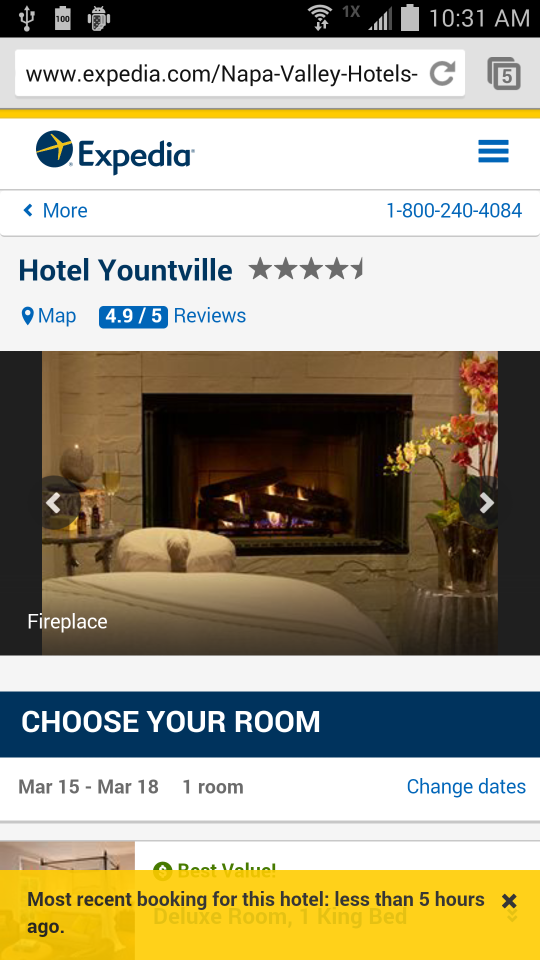 100
1X
10:31 AM
www.expedia.com/Napa-Valley-Hotels-
5
Expedia
More
1-800-240-4084
Hotel Yountville
Map
4.9 / 5 Reviews
Fireplace
CHOOSE YOUR ROOM
Mar 15 - Mar 18 1 room
Change dates
Best Value!
Deluxe Room, 1 King Bed
Most recent booking for this hotel: less than 5 hours
ago.